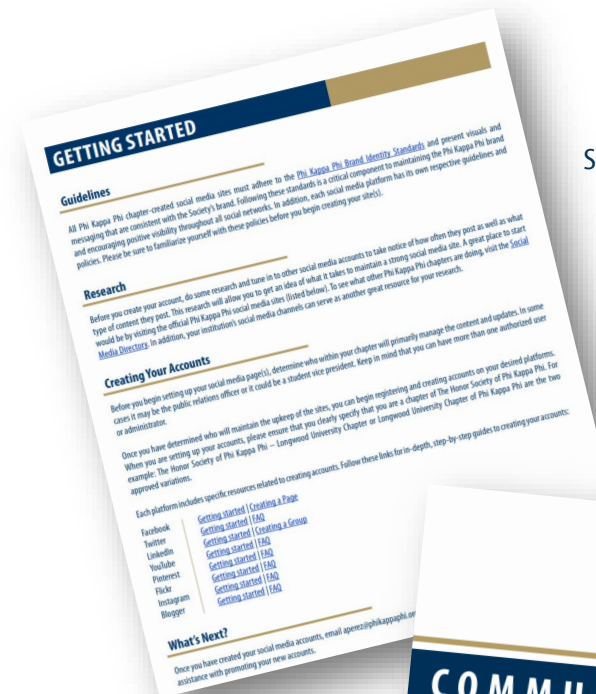 GETTING STARTED
Guidelines
All Phi Kappa Phi chapter-created social media sites must adhere to the Phi Kappa Phi Brand Identity Standards and present visuals and
messaging that are consistent with the Society's brand. Following these standards is a critical component to maintaining the Phi Kappa Phi brand
and encouraging positive visibility throughout all social networks. In addition, each social media platform has its own respective guidelines and
policies. Please be sure to familiarize yourself with these policies before you begin creating your site(s).
Research
Before you create your account, do some research and tune in to other social media accounts to take notice of how often they post as well as what
type of content they post. This research will allow you to get an idea of what it takes to maintain a strong social media site. A great place to start
would be by visiting the official Phi Kappa Phi social media sites (listed below). To see what other Phi Kappa Phi chapters are doing, visit the Social
Media Directory. In addition, your institution's social media channels can serve as another great resource for your research.
Creating Your Accounts
Before you begin setting up your social media page(s), determine who within your chapter will primarily manage the content and updates. In some
cases it may be the public relations officer or it could be a student vice president. Keep in mind that you can have more than one authorized user
or administrator.
Once you have determined who will maintain the upkeep of the sites, you can begin registering and creating accounts on your desired platforms.
When you are setting up your accounts, please ensure that you clearly specify that you are a chapter of The Honor Society of Phi Kappa Phi. For
example: The Honor Society of Phi Kappa Phi – Longwood University Chapter or Longwood University Chapter of Phi Kappa Phi are the two
approved variations.
Each platform includes specific resources related to creating accounts. Follow these links for in-depth, step-by-step guides to creating your accounts:
Facebook Getting started | Creating a Page
Twitter Getting started | FAQ
LinkedIn Getting started | Creating a Group
YouTube Getting started | FAQ
Pinterest Getting started | FAQ
Flickr Getting started | FAQ
Instagram Getting started | FAQ
Blogger Getting started | FAQ
What's Next?
Once you have created your social media accounts, email aperez@phikappaphi.or
assistance with promoting your new accounts.
S
COMMU